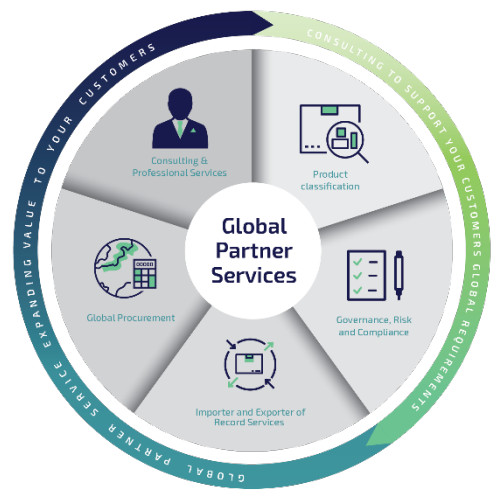 GLOBAL PARTNER SERVICE EXPANDING VALUE TO YOUR CUSTOMERS
CONSULTING TO SUPPORT YOUR CUSTOMERS GLOBAL REQUIREMENTS
Consulting &
Professional Services
Product
classification
Global
Partner
Services
Global Procurement
Governance, Risk
and Compliance
Importer and Exporter of
Record Services